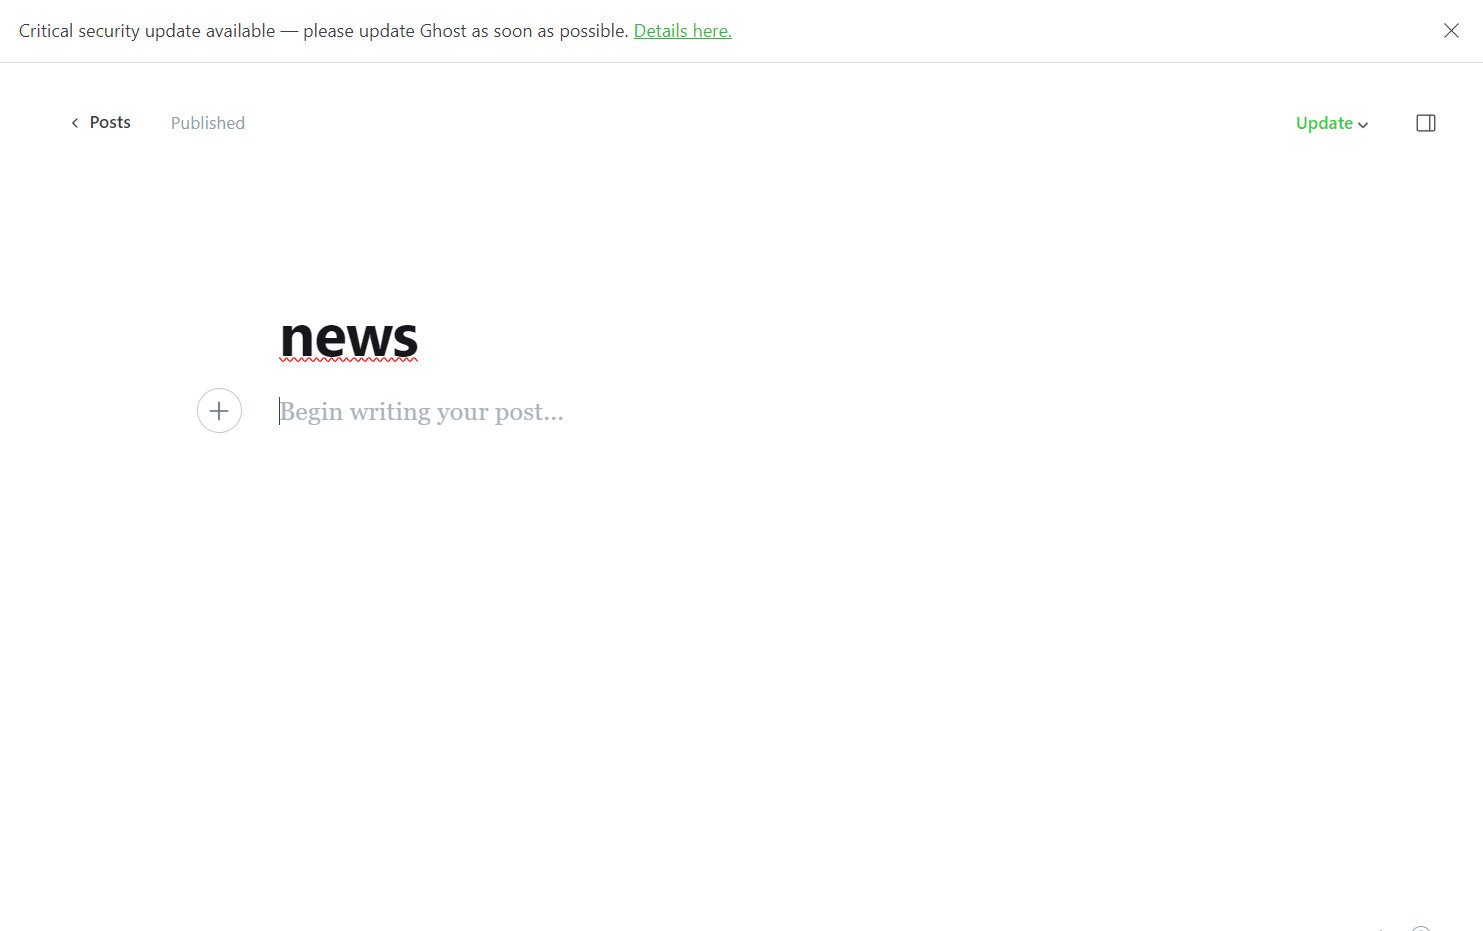 Critical security update available — please update Ghost as soon as possible. Details here.
Posts Published Update
news
Begin writing your post...